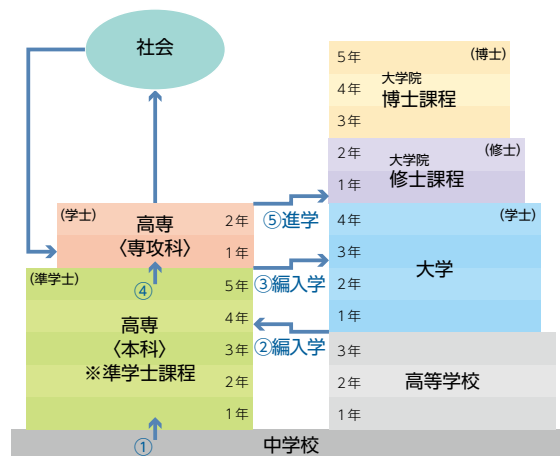 社会
(学士)
高専
〈専攻科〉
2年
1年
(準学士)
④
高専
〈本科〉
※準学士課程
5年
4年
3年
2年
1年
①
⑤進学
③編入学
②編入学
5年
4年
3年
大学院
博士課程
(博士)
2年
1年
大学院
修士課程
(修士)
4年
3年
2年
1年
大学
(学士)
3年
2年
1年
高等学校
中学校